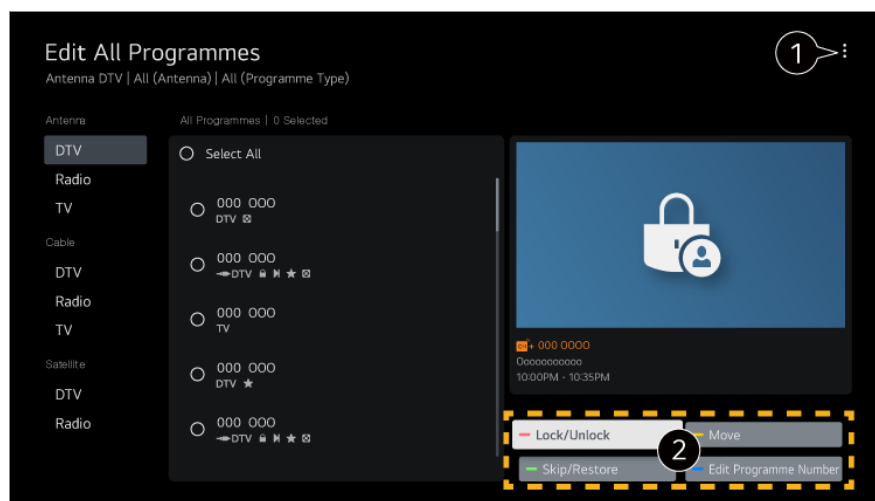 Edit All Programmes
Antenna DTV | All (Antenna) | All (Programme Type)
1
Antenna
DTV
Radio
TV
Cable
DTV
Radio
TV
Satellite
DTV
Radio
All Programmes | 0 Selected
Select All
000 000
DTV
000 000
DTV
000 000
TV
000 000
DTV
000 000
DTV
+ 000 0000
Ooooooooooo
10:00PM - 10:35PM
Lock/Unlock
Move
2
Skip/Restore
Edit Programme Number